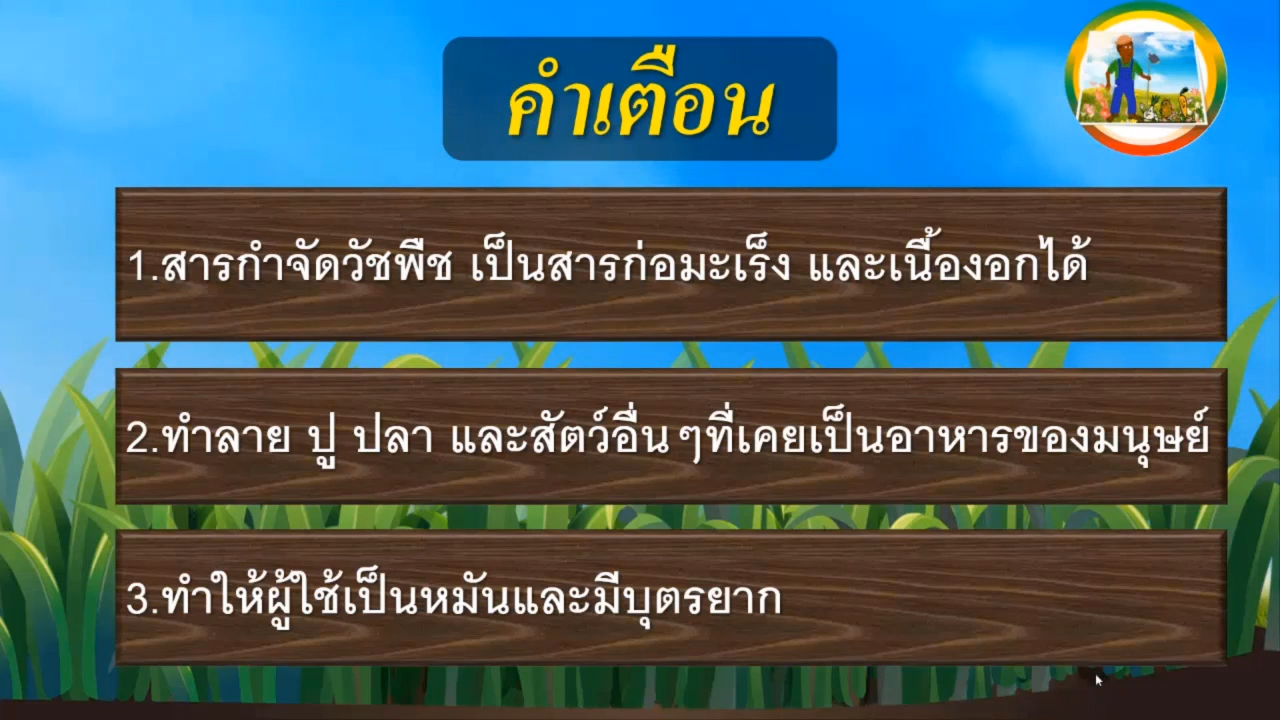 คำเตือน
1.สารกำจัดวัชพืช เป็นสารก่อมะเร็ง และเนื้องอกได้
2.ทำลาย ปู ปลา และสัตว์อื่นๆที่เคยเป็นอาหารของมนุษย์
3.ทำให้ผู้ใช้เป็นหมันและมีบุตรยาก